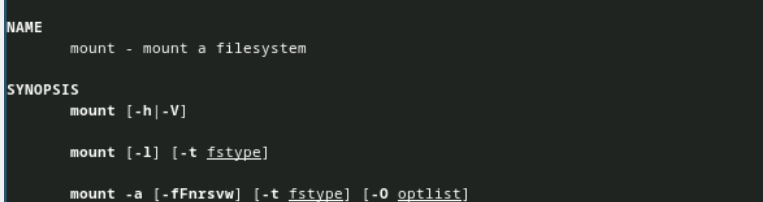 NAME
mount - mount a filesystem
SYNOPSIS
mount [-h|-V]
mount [-l] [-t fstype]
mount -a [-fFnrsvw] [-t fstype] [-O optlist]